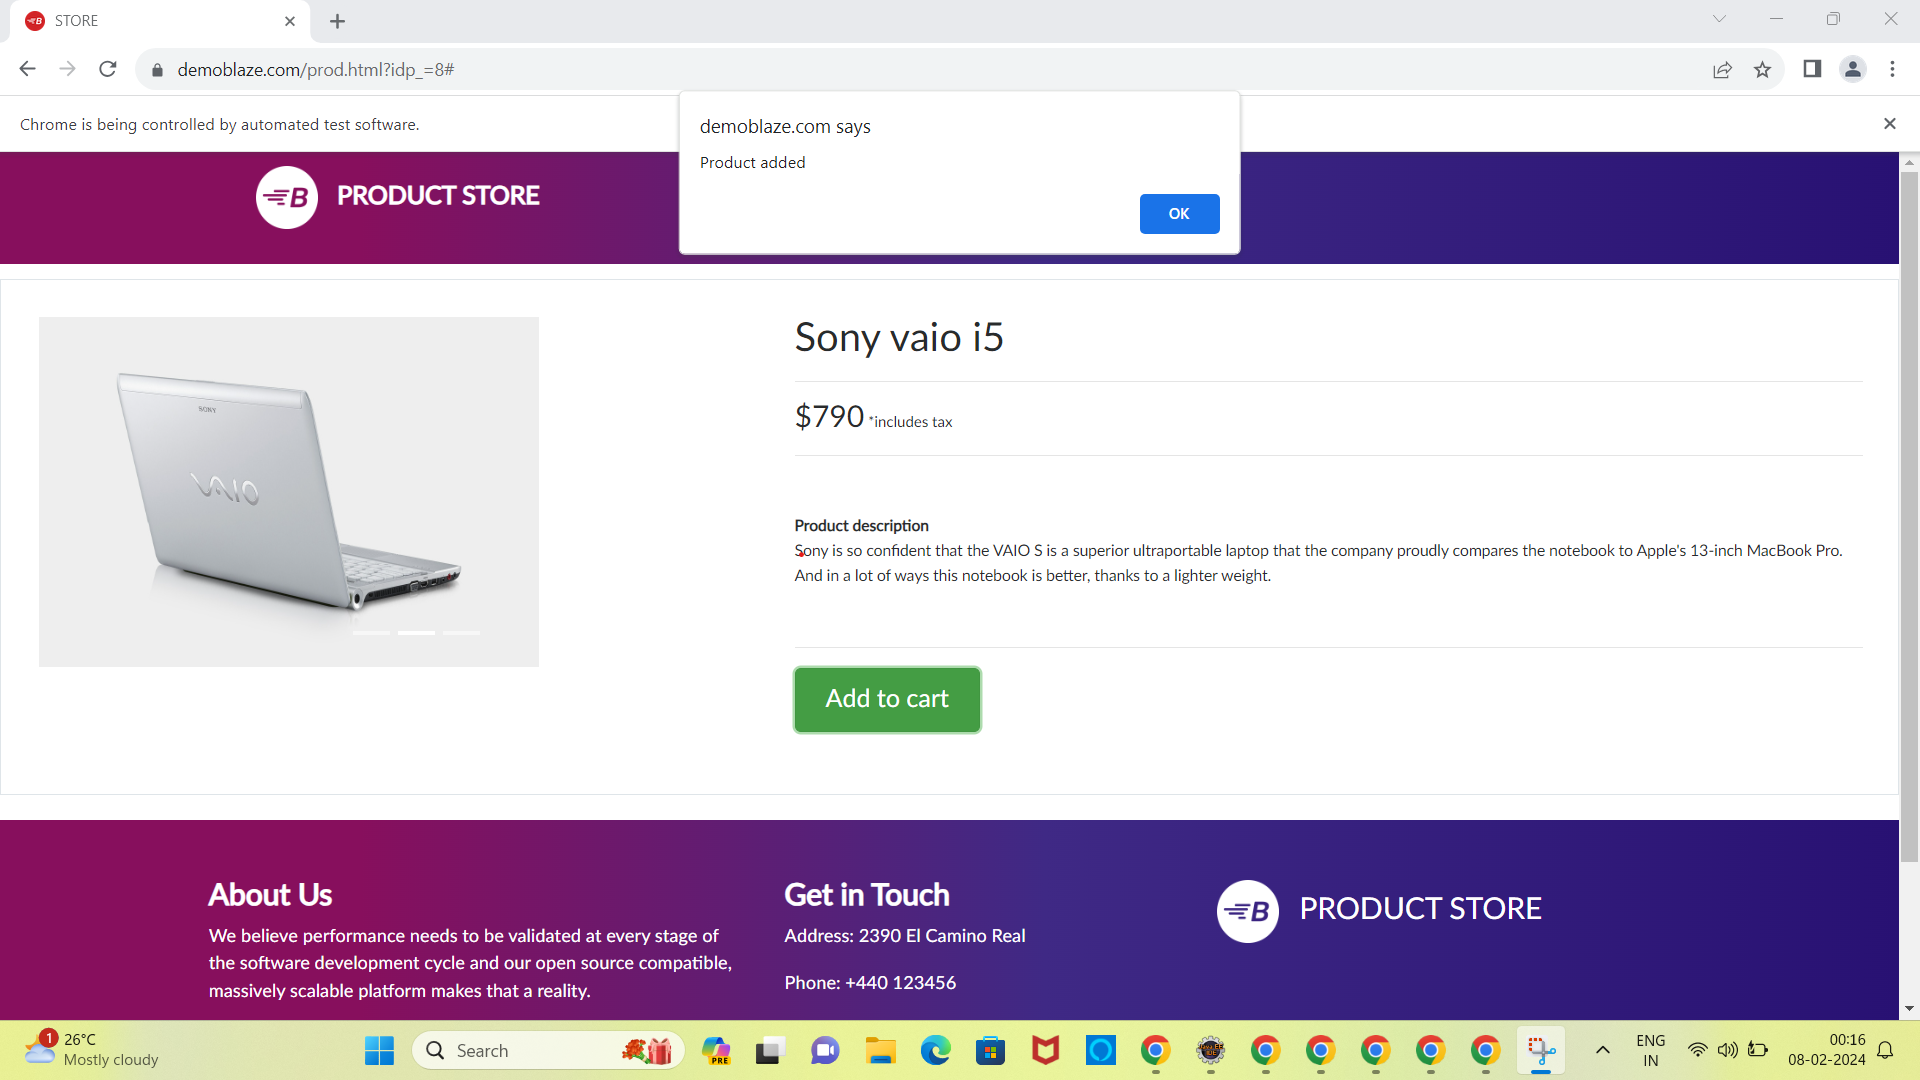 STORE
demoblaze.com/prod.html?idp_=8#
Chrome is being controlled by automated test software.
demoblaze.com says
Product added
OK
B PRODUCT STORE
SONY
VAIO
Sony vaio i5
$790 *includes tax
Product description
Sony is so confident that the VAIO S is a superior ultraportable laptop that the company proudly compares the notebook to Apple's 13-inch MacBook Pro.
And in a lot of ways this notebook is better, thanks to a lighter weight.
Add to cart
About Us
We believe performance needs to be validated at every stage of
the software development cycle and our open source compatible,
massively scalable platform makes that a reality.
Get in Touch
Address: 2390 El Camino Real
Phone: +440 123456
B PRODUCT STORE
1
26°C
Mostly cloudy
Search
PRE
ENG
IN
00:16
08-02-2024